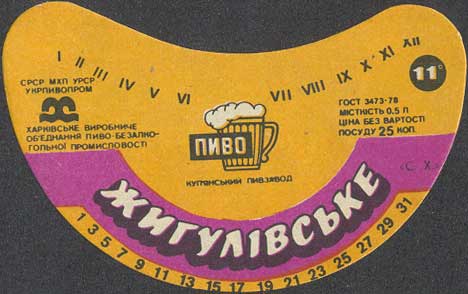 I II III IV V VI VII VIII IX X XI XII
СРСР МХП УРСР
УКРПИВОПРОМ
ХАРКІВСЬКЕ ВИРОБНИЧЕ
ОБ'ЄДНАННЯ ПИВО-БЕЗАЛКО-
ГОЛЬНОЇ ПРОМИСЛОВОСТІ
ПИВО
КУП'ЯНСЬКИЙ ПИВЗАВОД
11°
ГОСТ 3473-78
МІСТКІСТЬ 0,5 Л
ЦІНА БЕЗ ВАРТОСТІ
ПОСУДУ 25 КОП.
«С. Х.»
ЖИГУЛІВСЬКЕ
1 3 5 7 9 11 13 15 17 19 21 23 25 27 29 31